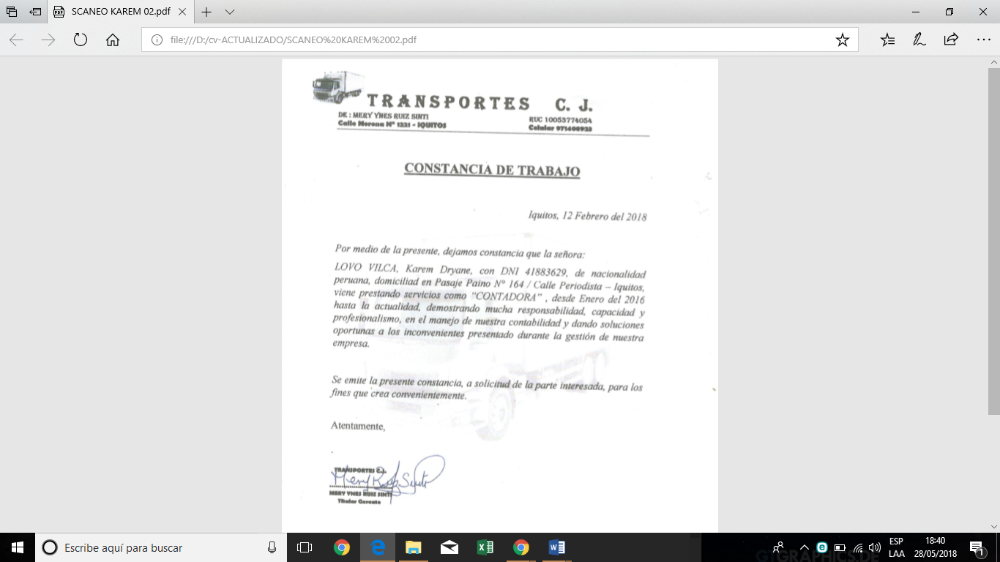 SCANEO KAREM 02.pdf
file:///D:/cv-ACTUALIZADO/SCANEO%20KAREM%2002.pdf
TRANSPORTES C. J.
DE : MERY YNES RUIZ SINTI
RUC 10053774054
Calle Morona Nº 1221 - IQUITOS
Celular 971406923
CONSTANCIA DE TRABAJO
Iquitos, 12 Febrero del 2018
Por medio de la presente, dejamos constancia que la señora:
LOVO VILCA, Karem Dryane, con DNI 41883629, de nacionalidad
peruana, domiciliad en Pasaje Paino Nº 164 / Calle Periodista – Iquitos,
viene prestando servicios como "CONTADORA" , desde Enero del 2016
hasta la actualidad, demostrando mucha responsabilidad, capacidad y
profesionalismo, en el manejo de nuestra contabilidad y dando soluciones
oportunas a los inconvenientes presentado durante la gestión de nuestra
empresa.
Se emite la presente constancia, a solicitud de la parte interesada, para los
fines que crea convenientemente.
Atentamente,
TRANSPORTES C.J.
MERY YNES RUIZ SINTI
Titular Gerente
Escribe aquí para buscar
ESP
LAA
18:40
28/05/2018